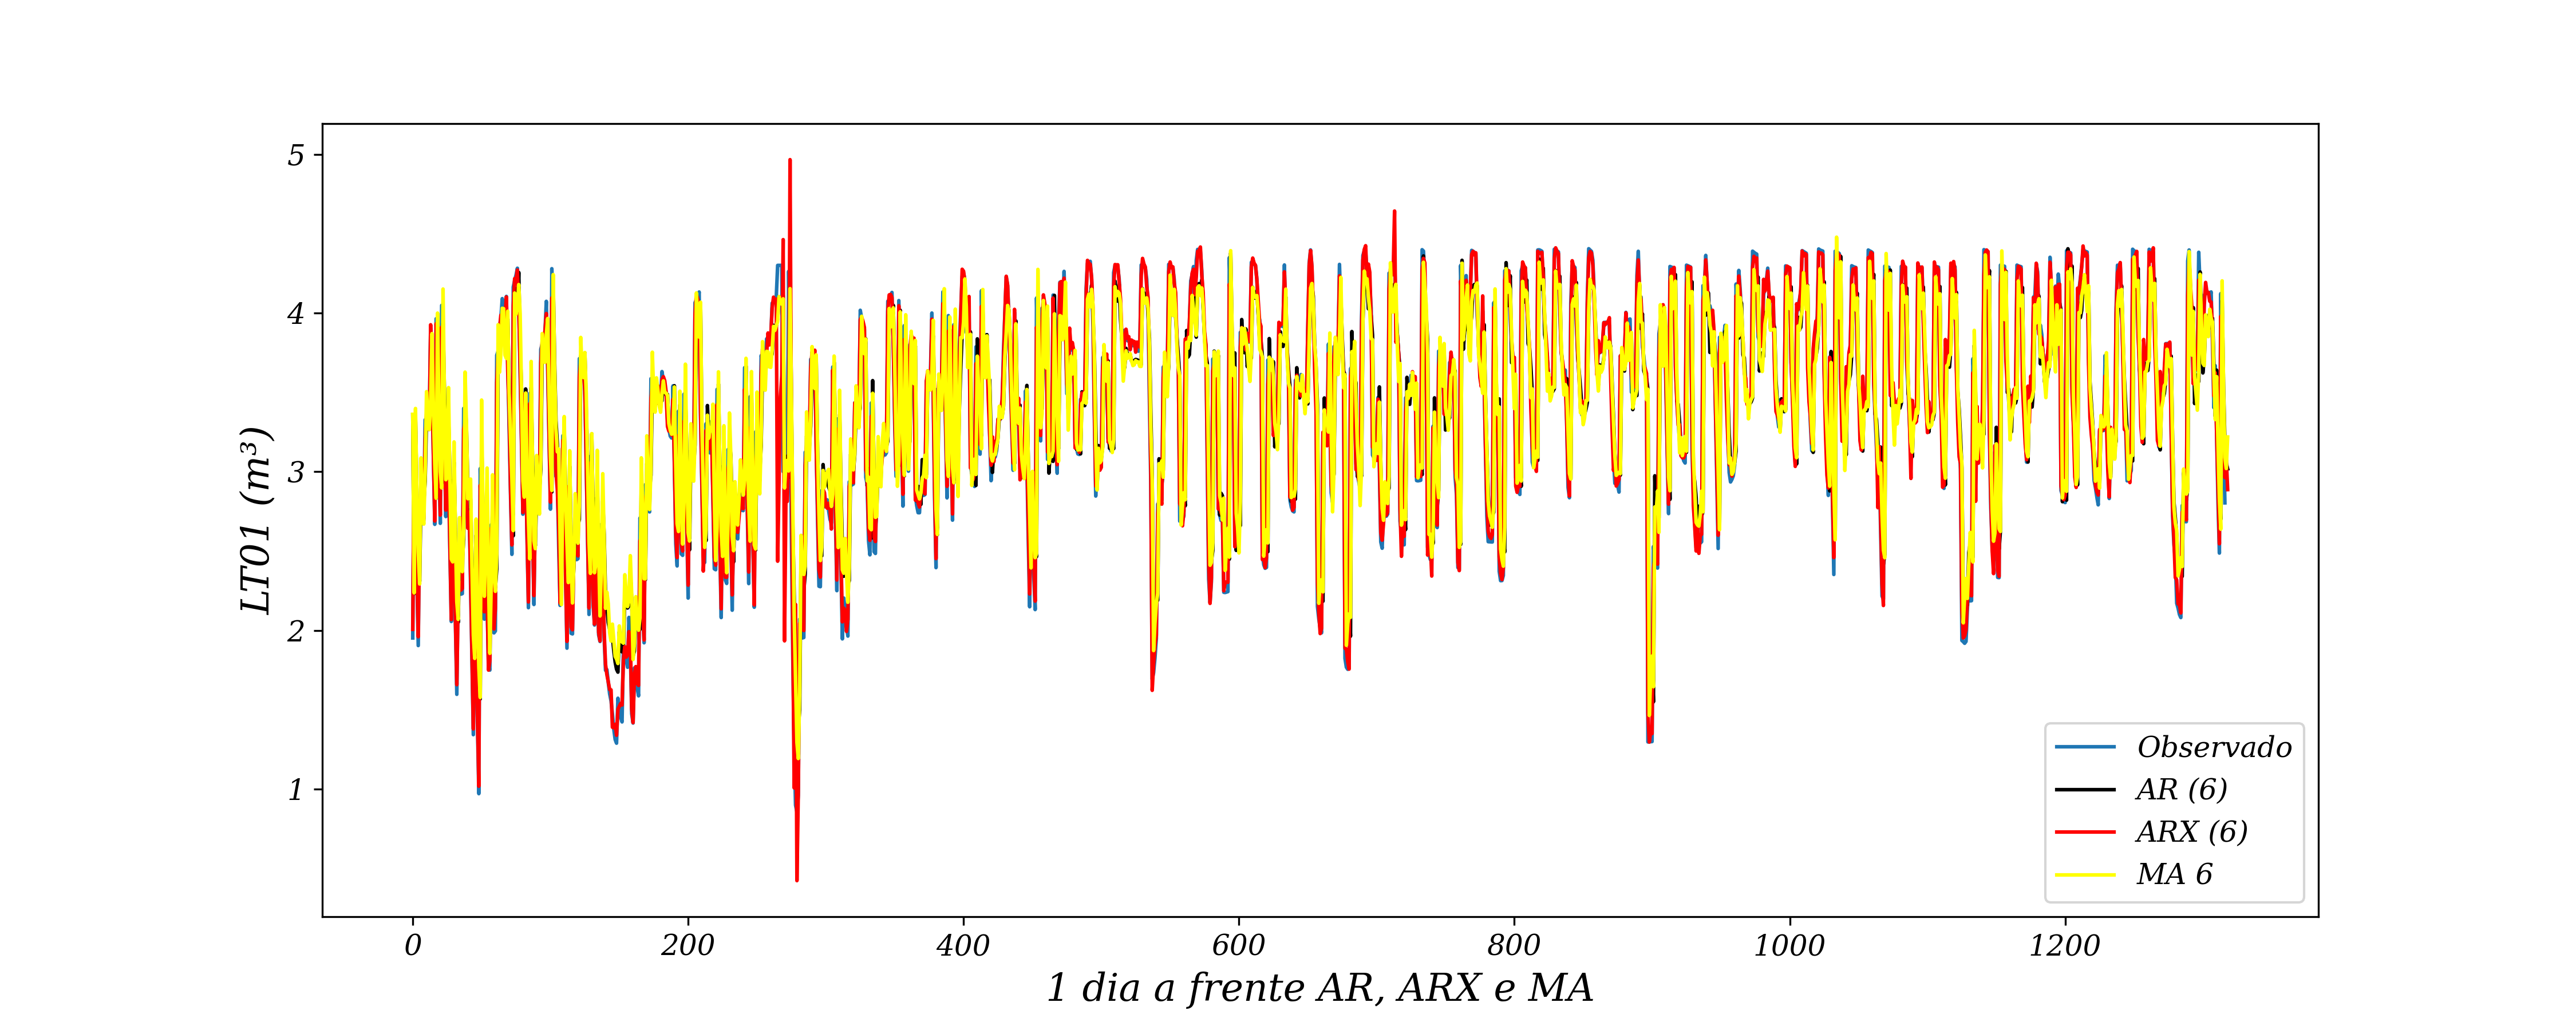 5
4
3
2
1
LT01 (m³)
0 200 400 600 800 1000 1200
1 dia a frente AR, ARX e MA
Observado
AR (6)
ARX (6)
MA 6